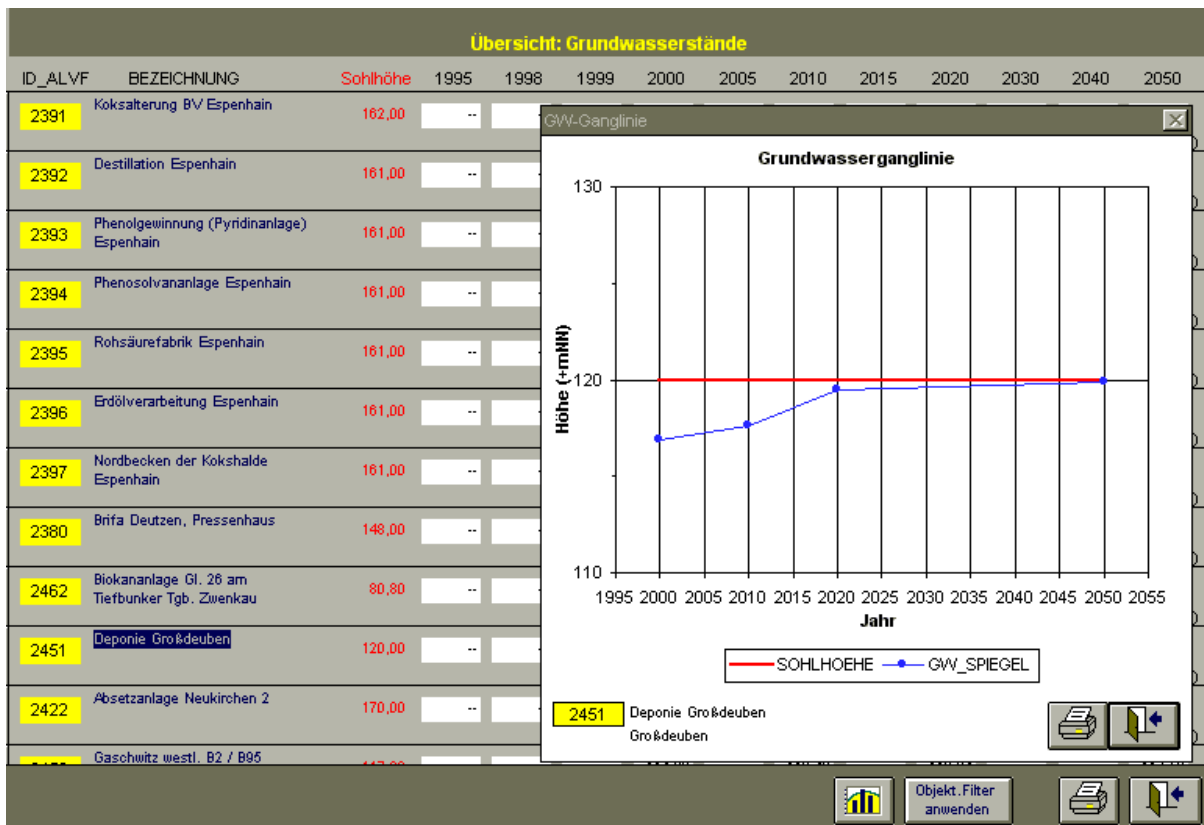 Übersicht: Grundwasserstände
ID_ALVF BEZEICHNUNG Sohlhöhe 1995 1998 1999 2000 2005 2010 2015 2020 2030 2040 2050
2391 Koksalterung BV Espenhain 162,00 -- -
2392 Destillation Espenhain 161,00 -- -
2393 Phenolgewinnung (Pyridinanlage)
Espenhain 161,00 -- -
2394 Phenosolvananlage Espenhain 161,00 -- -
2395 Rohsäurefabrik Espenhain 161,00 -- -
2396 Erdölverarbeitung Espenhain 161,00 -- -
2397 Nordbecken der Kokshalde
Espenhain 161,00 -- -
2380 Brifa Deutzen, Pressenhaus 148,00 -- -
2462 Biokananlage Gl. 26 am
Tiefbunker Tgb. Zwenkau 80,80 -- -
2451 Deponie Großdeuben 120,00 -- -
2422 Absetzanlage Neukirchen 2 170,00 -- -
Gaschwitz westl. B2 / B95
GW-Ganglinie
Grundwasserganglinie
130
120
110
Höhe (+mNN)
1995 2000 2005 2010 2015 2020 2025 2030 2035 2040 2045 2050 2055
Jahr
SOHLHOEHE GW_SPIEGEL
2451 Deponie Großdeuben
Großdeuben
Objekt.Filter
anwenden